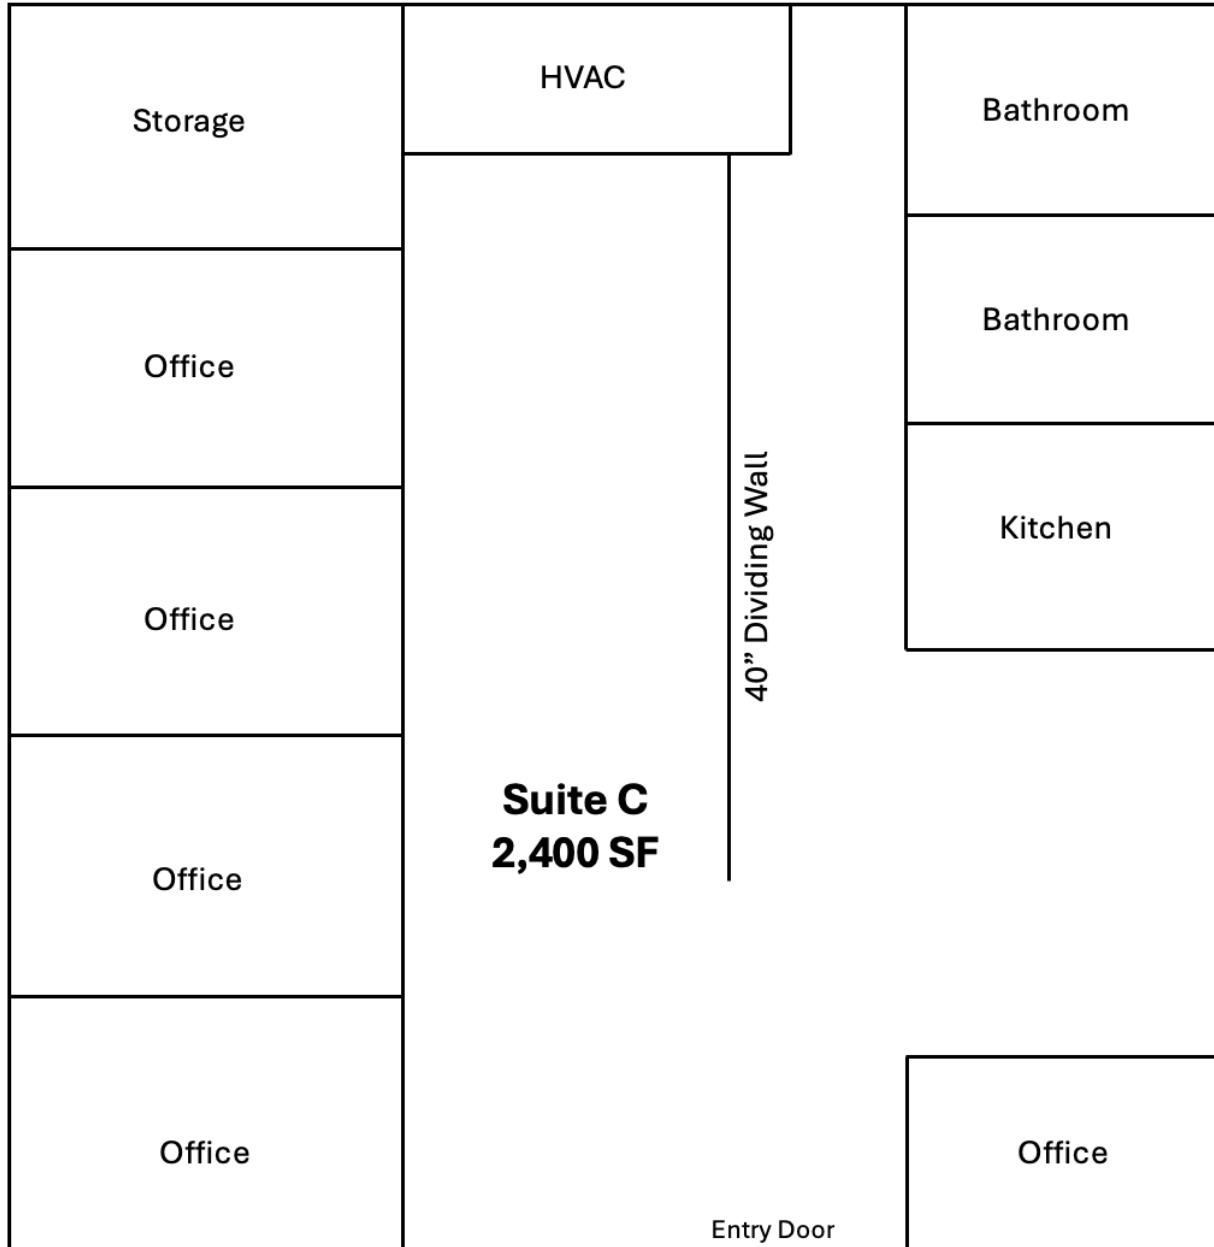 HVAC
Storage
Bathroom
Office
Bathroom
Office
40” Dividing Wall
Kitchen
Suite C
2,400 SF
Office
Office
Office
Entry Door